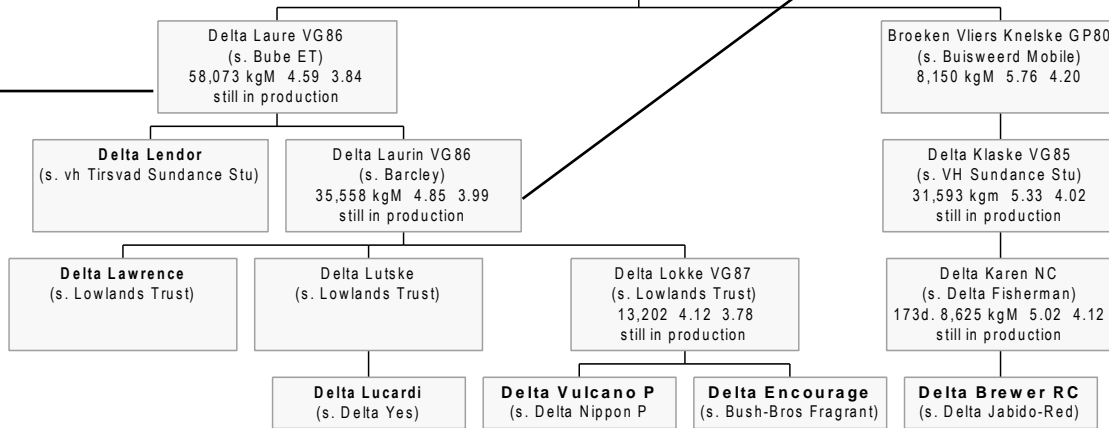 Delta Laure VG86
(s. Bube ET)
58,073 kgM 4.59 3.84
still in production
Broeken Vliers Knelske GP80
(s. Buisweerd Mobile)
8,150 kgM 5.76 4.20
Delta Lendor
(s. vh Tirsvad Sundance Stu)
Delta Laurin VG86
(s. Barcley)
35,558 kgM 4.85 3.99
still in production
Delta Klaske VG85
(s. VH Sundance Stu)
31,593 kgm 5.33 4.02
still in production
Delta Lawrence
(s. Lowlands Trust)
Delta Lutske
(s. Lowlands Trust)
Delta Lokke VG87
(s. Lowlands Trust)
13,202 4.12 3.78
still in production
Delta Karen NC
(s. Delta Fisherman)
173d. 8,625 kgM 5.02 4.12
still in production
Delta Lucardi
(s. Delta Yes)
Delta Vulcano P
(s. Delta Nippon P
Delta Encourage
(s. Bush-Bros Fragrant)
Delta Brewer RC
(s. Delta Jabido-Red)